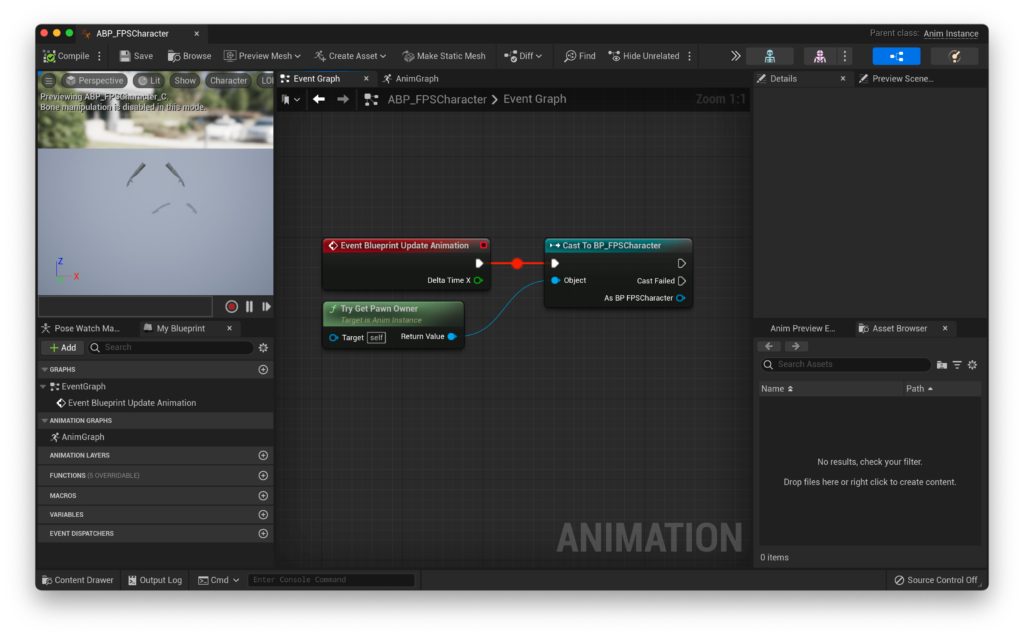 ABP_FPSCharacter
Parent class: Anim Instance
Compile
Save
Browse
Preview Mesh
Create Asset
Make Static Mesh
Diff
Find
Hide Unrelated
Perspective
Lit
Show
Character
LOD
Previewing ABP_FPSCharacter_C.
Bone manipulation is disabled in this mode.
Z
X
Event Graph
AnimGraph
ABP_FPSCharacter > Event Graph
Zoom 1:1
Event Blueprint Update Animation
Delta Time X
Cast To BP_FPSCharacter
Object
Cast Failed
As BP FPSCharacter
f Try Get Pawn Owner
Target is Anim Instance
Target self
Return Value
ANIMATION
Pose Watch Ma...
My Blueprint
+ Add
Search
GRAPHS
EventGraph
Event Blueprint Update Animation
ANIMATION GRAPHS
AnimGraph
ANIMATION LAYERS
FUNCTIONS (5 OVERRIDABLE)
MACROS
VARIABLES
EVENT DISPATCHERS
Details
Preview Scene...
Anim Preview E...
Asset Browser
Search Assets
Name
Path
No results, check your filter.
Drop files here or right click to create content.
0 items
Content Drawer
Output Log
Cmd
Enter Console Command
Source Control Off